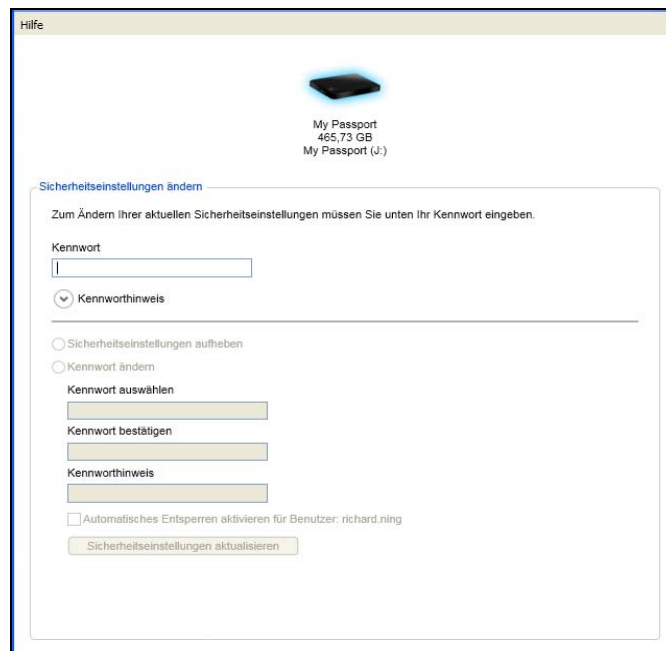 Hilfe
My Passport
465,73 GB
My Passport (J:)
Sicherheitseinstellungen ändern
Zum Ändern Ihrer aktuellen Sicherheitseinstellungen müssen Sie unten Ihr Kennwort eingeben.
Kennwort
Kennworthinweis
Sicherheitseinstellungen aufheben
Kennwort ändern
Kennwort auswählen
Kennwort bestätigen
Kennworthinweis
Automatisches Entsperren aktivieren für Benutzer: richard.ning
Sicherheitseinstellungen aktualisieren